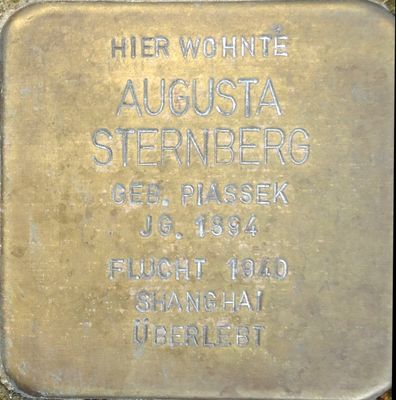 HIER WOHNTE
AUGUSTA
STERNBERG
GEB. PIASSEK
JG. 1894
FLUCHT 1940
SHANGHAI
ÜBERLEBT